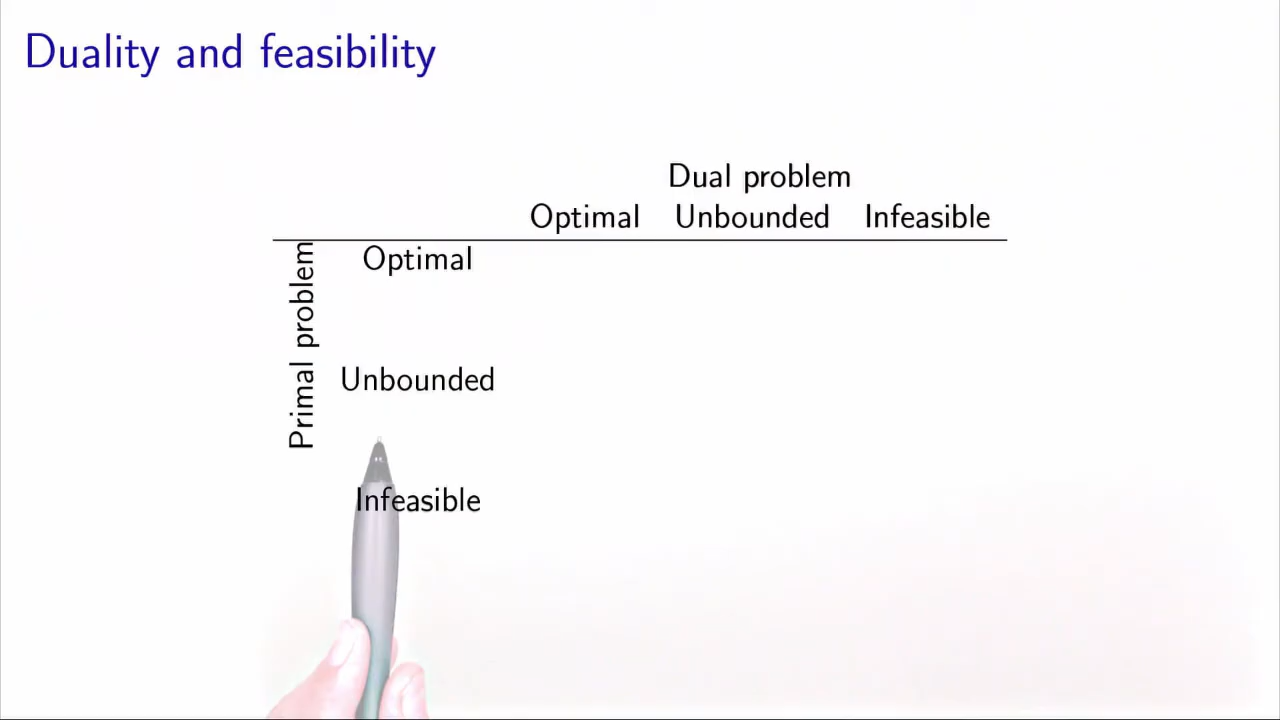 Duality and feasibility
Dual problem
Optimal Unbounded Infeasible
Primal problem
Optimal
Unbounded
Infeasible